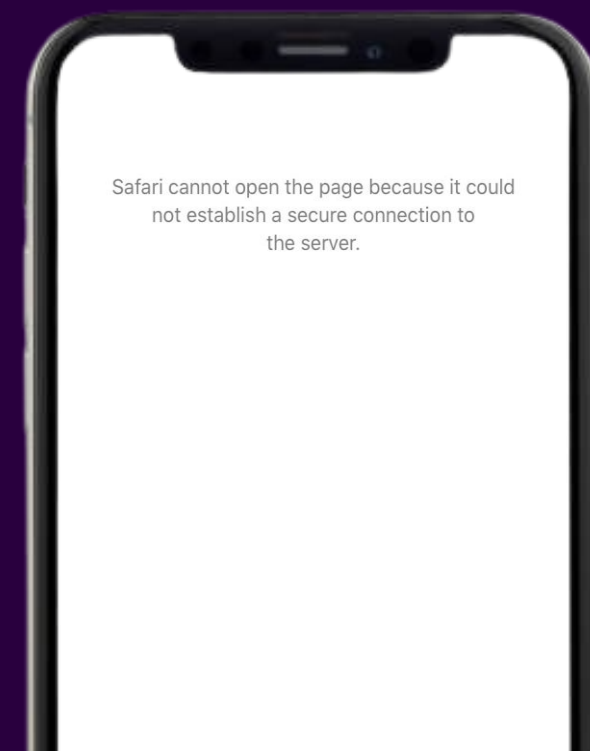 Safari cannot open the page because it could
not establish a secure connection to
the server.